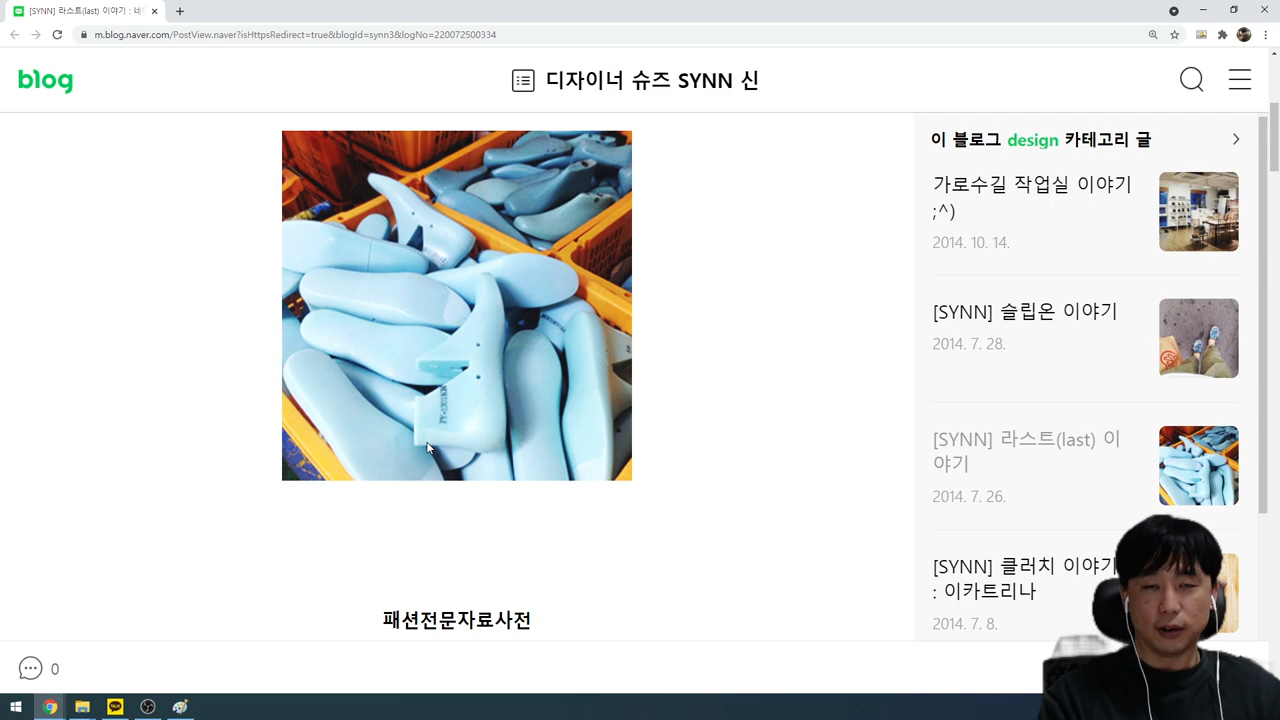 [SYNN] 라스트(last) 이야기 : 네이
m.blog.naver.com/PostView.naver?isHttpsRedirect=true&blogId=synn3&logNo=220072500334
blog
디자이너 슈즈 SYNN 신
이 블로그 design 카테고리 글
가로수길 작업실 이야기
;^)
2014. 10. 14.
[SYNN] 슬립온 이야기
2014. 7. 28.
[SYNN] 라스트(last) 이
야기
2014. 7. 26.
[SYNN] 클러치 이야기
: 이카트리나
2014. 7. 8.
패션전문자료사전
0
TALK